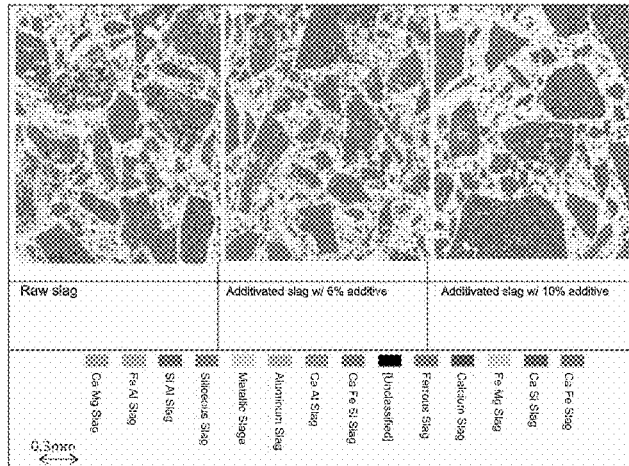 Raw slag
Additivated slag w/ 6% additive
Additivated slag w/ 10% additive
Ca Mg Slag
Fe Al Slag
Si Al Slag
Siliceous Slag
Metallic Slags
Aluminum Slag
Ca Al Slag
Ca Fe Si Slag
[Unclassified]
Ferrous Slag
Calcium Slag
Fe Mg Slag
Ca Si Slag
Ca Fe Slag